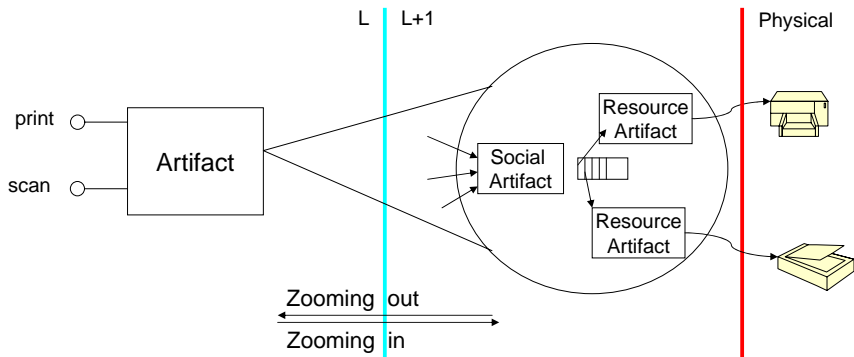 L
L+1
Physical
print
scan
Artifact
Social
Artifact
Resource
Artifact
Resource
Artifact
Zooming out
Zooming in